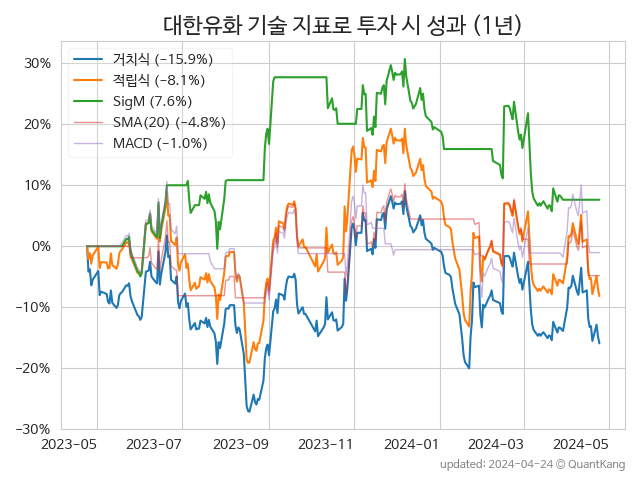 대한유화 기술 지표로 투자 시 성과 (1년)
거치식 (−15.9%)
적립식 (−8.1%)
SigM (7.6%)
SMA(20) (−4.8%)
MACD (−1.0%)
30%
20%
10%
0%
−10%
−20%
−30%
2023-05 2023-07 2023-09 2023-11 2024-01 2024-03 2024-05
updated: 2024-04-24 © QuantKang